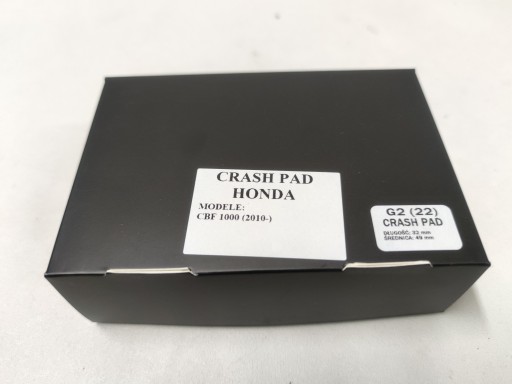 CRASH PAD
HONDA
MODELE:
CBF 1000 (2010-)
G2 (22)
CRASH PAD
DŁUGOŚĆ: 32 mm
ŚREDNICA: 49 mm